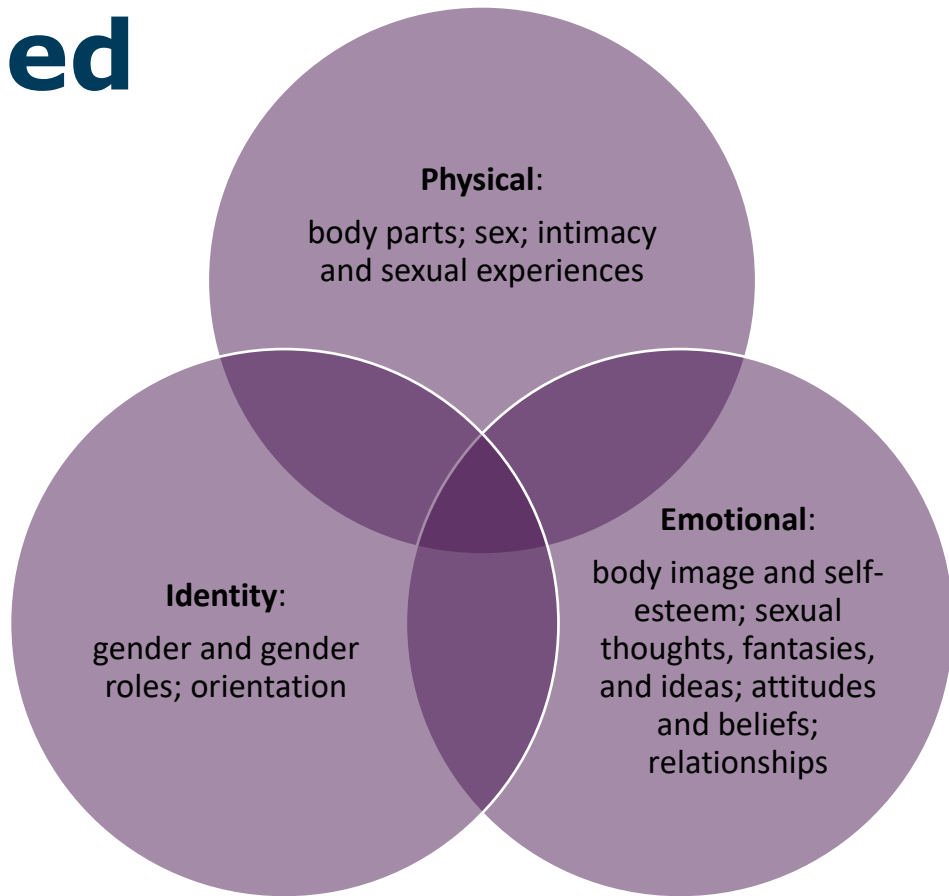 ed
Physical:
body parts; sex; intimacy
and sexual experiences
Identity:
gender and gender
roles; orientation
Emotional:
body image and self-
esteem; sexual
thoughts, fantasies,
and ideas; attitudes
and beliefs;
relationships